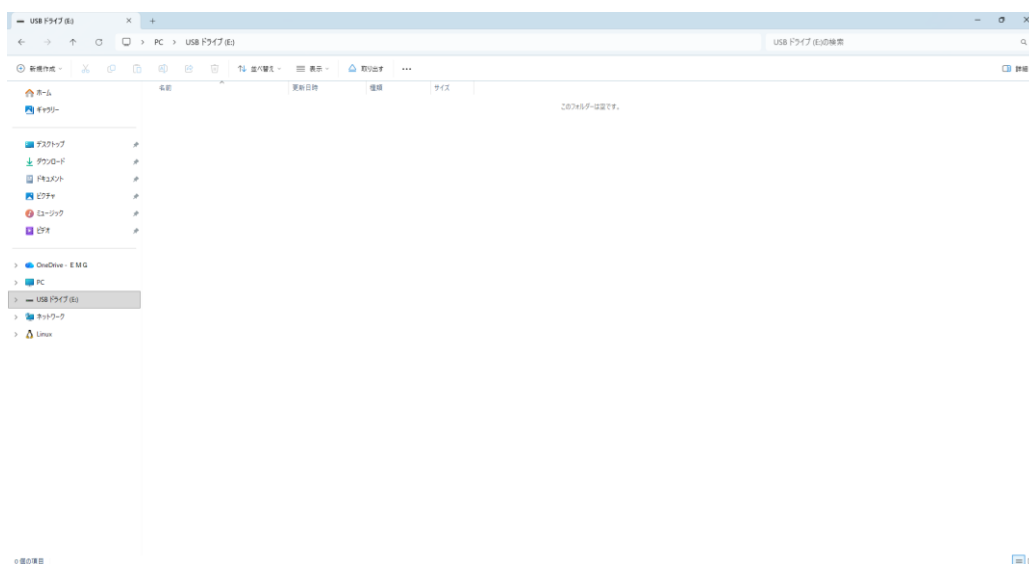 USB ドライブ (E:)
PC > USB ドライブ (E:)
USB ドライブ (E:)の検索
新規作成
並べ替え
表示
取り出す
詳細
名前 更新日時 種類 サイズ
このフォルダーは空です。
ホーム
ギャラリー
デスクトップ
ダウンロード
ドキュメント
ピクチャ
ミュージック
ビデオ
OneDrive - E M G
PC
USB ドライブ (E:)
ネットワーク
Linux
0 個の項目